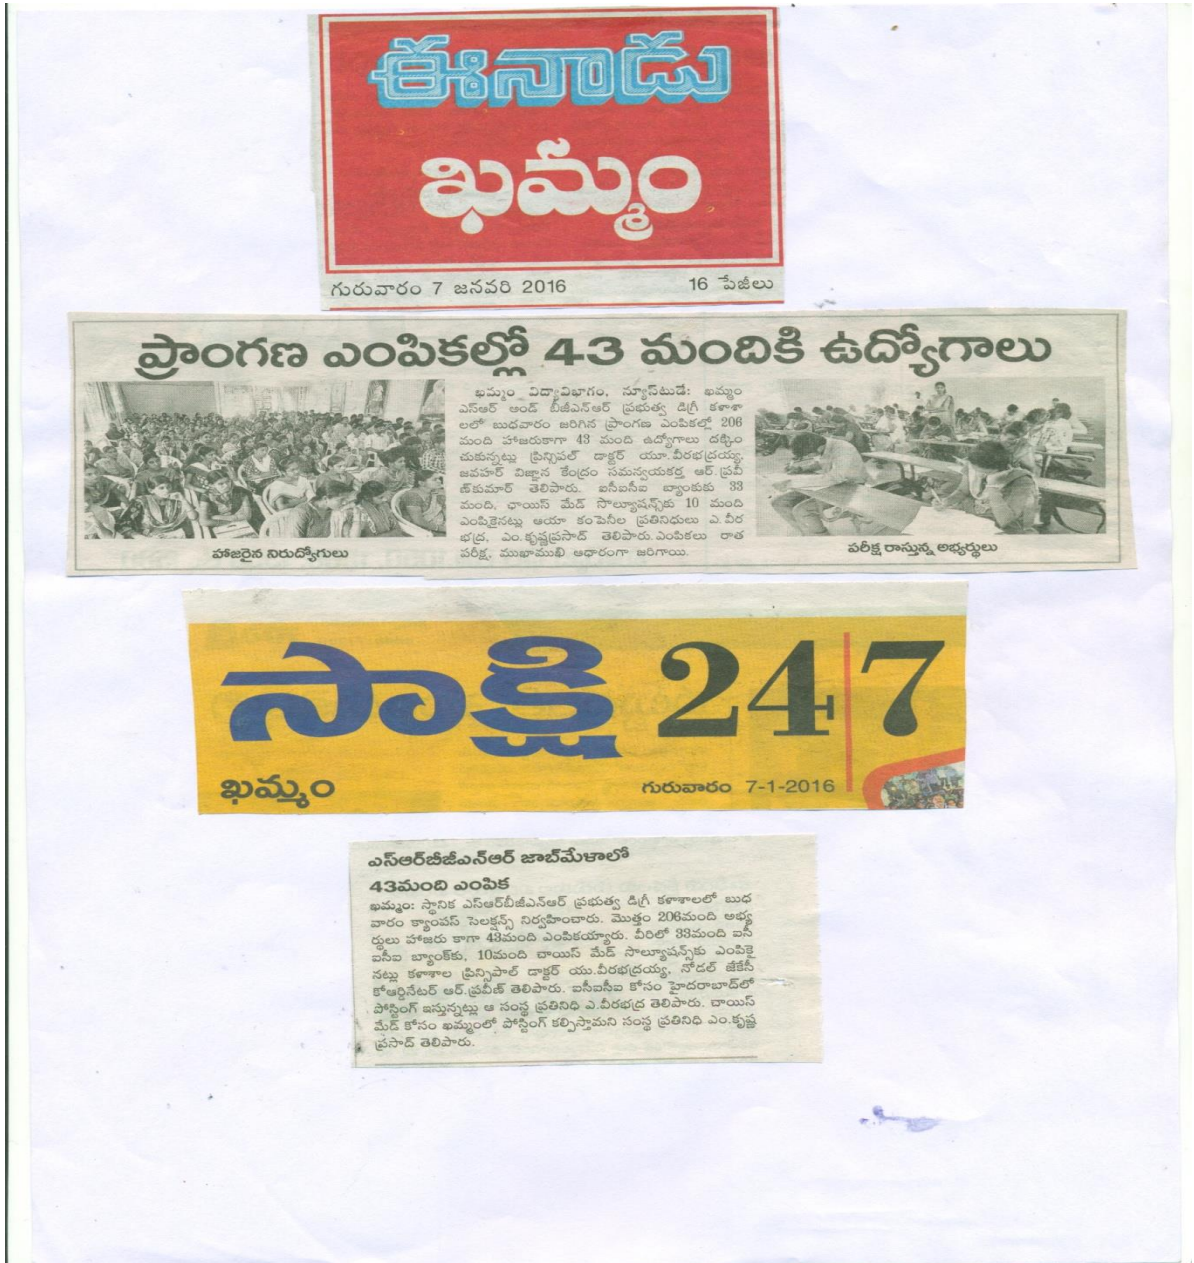 ఈనాడు
ఖమ్మం
గురువారం 7 జనవరి 2016 16 పేజీలు
ప్రాంగణ ఎంపికల్లో 43 మందికి ఉద్యోగాలు
ఖమ్మం విద్యావిభాగం, న్యూస్‌టుడే: ఖమ్మం
ఎస్ఆర్ అండ్ బీజీఎన్ఆర్ ప్రభుత్వ డిగ్రీ కళాశా
లలో బుధవారం జరిగిన ప్రాంగణ ఎంపికల్లో 206
మంది హాజరుకాగా 43 మంది ఉద్యోగాలు దక్కిం
చుకున్నట్లు ప్రిన్సిపల్ డాక్టర్ యూ.వీరభద్రయ్య,
జవహర్ విజ్ఞాన కేంద్రం సమన్వయకర్త ఆర్.ప్రవీ
ణ్‌కుమార్ తెలిపారు. ఐసీఐసీఐ బ్యాంకుకు 33
మంది, ఛాయిస్ మేడ్ సొల్యూషన్స్‌కు 10 మంది
ఎంపికైనట్లు ఆయా కంపెనీల ప్రతినిధులు ఎ.వీర
భద్ర, ఎం.కృష్ణప్రసాద్ తెలిపారు.ఎంపికలు రాత
పరీక్ష, ముఖాముఖి ఆధారంగా జరిగాయి.
హాజరైన నిరుద్యోగులు
పరీక్ష రాస్తున్న అభ్యర్థులు
సాక్షి 24/7
ఖమ్మం గురువారం 7-1-2016
ఎస్ఆర్‌బీజీఎన్ఆర్ జాబ్‌మేళాలో
43మంది ఎంపిక
ఖమ్మం: స్థానిక ఎస్ఆర్‌బీజీఎన్ఆర్ ప్రభుత్వ డిగ్రీ కళాశాలలో బుధ
వారం క్యాంపస్ సెలక్షన్స్ నిర్వహించారు. మొత్తం 206మంది అభ్య
ర్థులు హాజరు కాగా 43మంది ఎంపికయ్యారు. వీరిలో 33మంది ఐసీ
ఐసీఐ బ్యాంక్‌కు, 10మంది చాయిస్ మేడ్ సొల్యూషన్స్‌కు ఎంపికై
నట్లు కళాశాల ప్రిన్సిపాల్ డాక్టర్ యు.వీరభద్రయ్య, నోడల్ జేకేసీ
కోఆర్డినేటర్ ఆర్.ప్రవీణ్ తెలిపారు. ఐసీఐసీఐ కోసం హైదరాబాద్‌లో
పోస్టింగ్ ఇస్తున్నట్లు ఆ సంస్థ ప్రతినిధి ఎ.వీరభద్ర తెలిపారు. చాయిస్
మేడ్ కోసం ఖమ్మంలో పోస్టింగ్ కల్పిస్తామని సంస్థ ప్రతినిధి ఎం.కృష్ణ
ప్రసాద్ తెలిపారు.